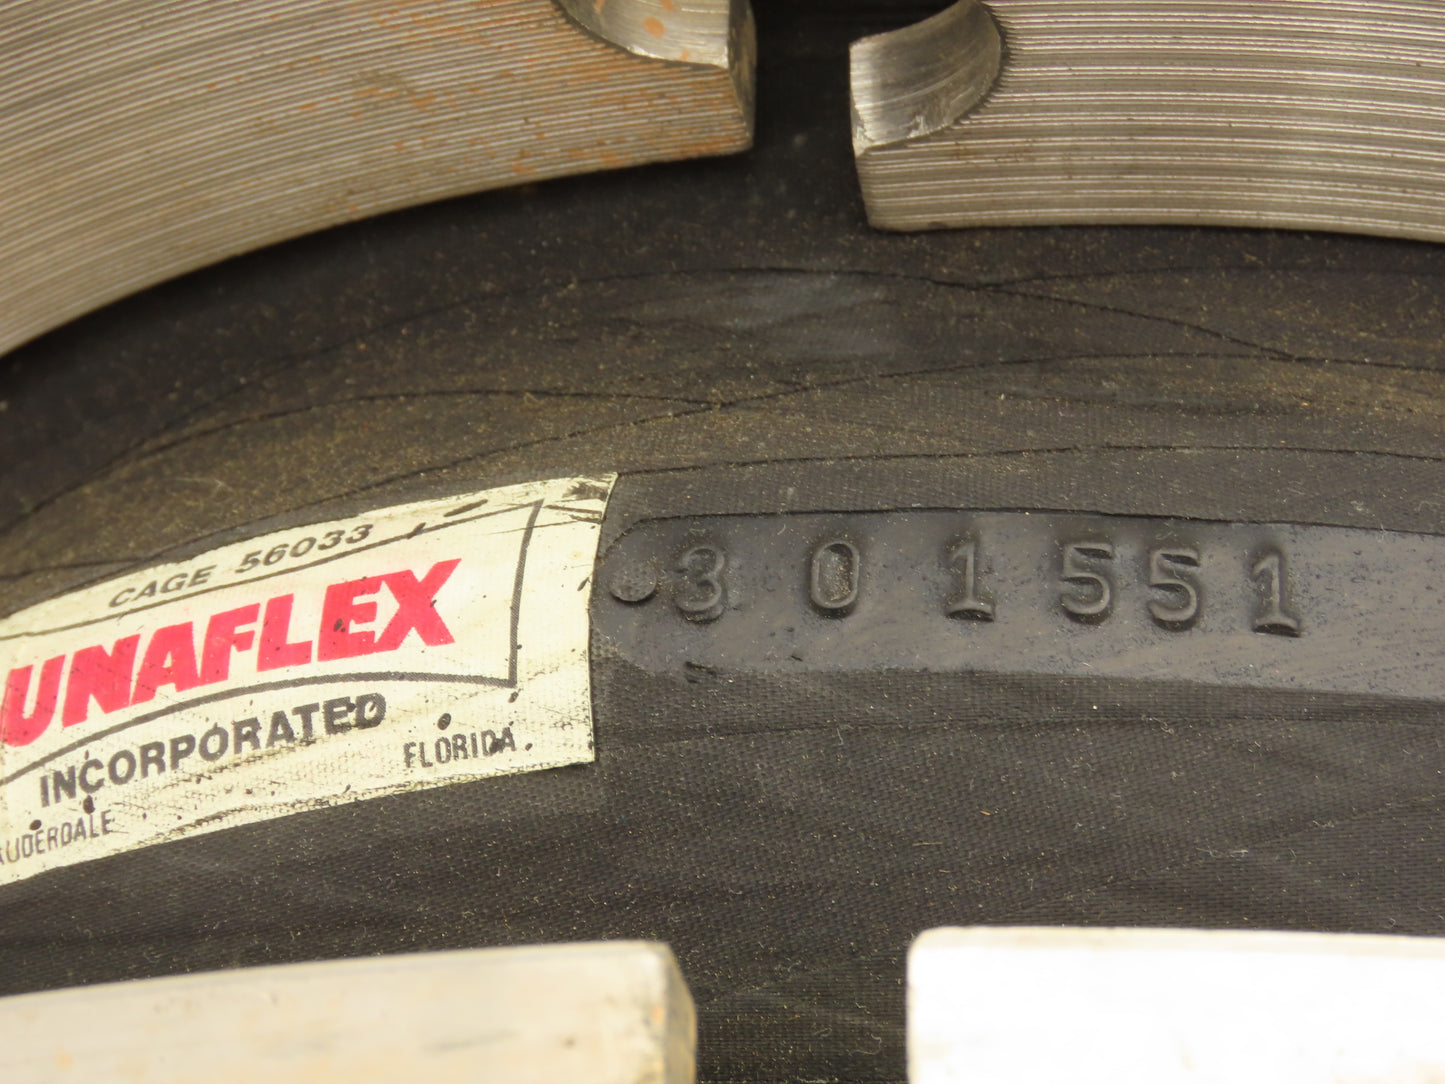 CAGE 56033
UNAFLEX
INCORPORATED
AUDERDALE FLORIDA.
301551